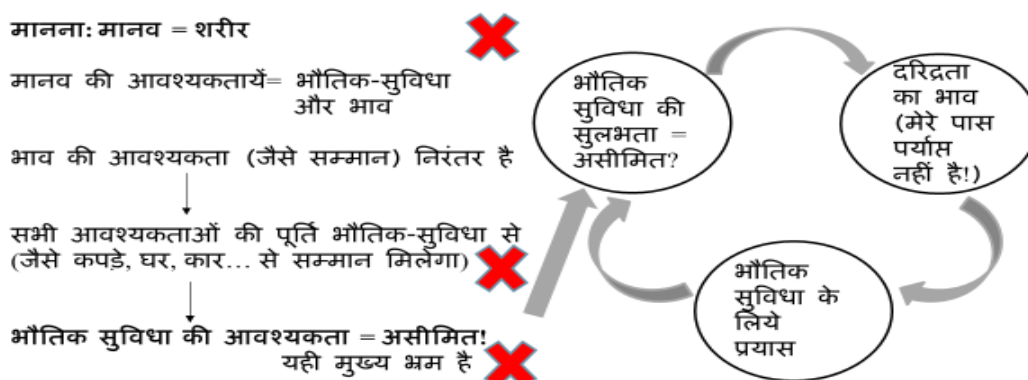 मानना: मानव = शरीर
मानव की आवश्यकतायें= भौतिक-सुविधा
और भाव
भाव की आवश्यकता (जैसे सम्मान) निरंतर है
सभी आवश्यकताओं की पूर्ति भौतिक-सुविधा से
(जैसे कपड़े, घर, कार... से सम्मान मिलेगा)
भौतिक सुविधा की आवश्यकता = असीमित!
यही मुख्य भ्रम है
भौतिक
सुविधा की
सुलभता =
असीमित?
दरिद्रता
का भाव
(मेरे पास
पर्याप्त
नहीं है!)
भौतिक
सुविधा के
लिये
प्रयास